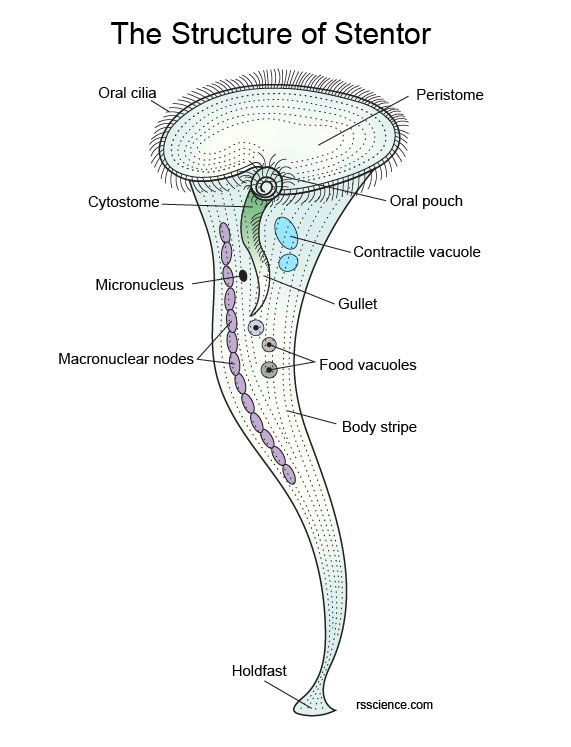 The Structure of Stentor
Oral cilia
Peristome
Cytostome
Oral pouch
Contractile vacuole
Micronucleus
Gullet
Macronuclear nodes
Food vacuoles
Body stripe
Holdfast
rsscience.com